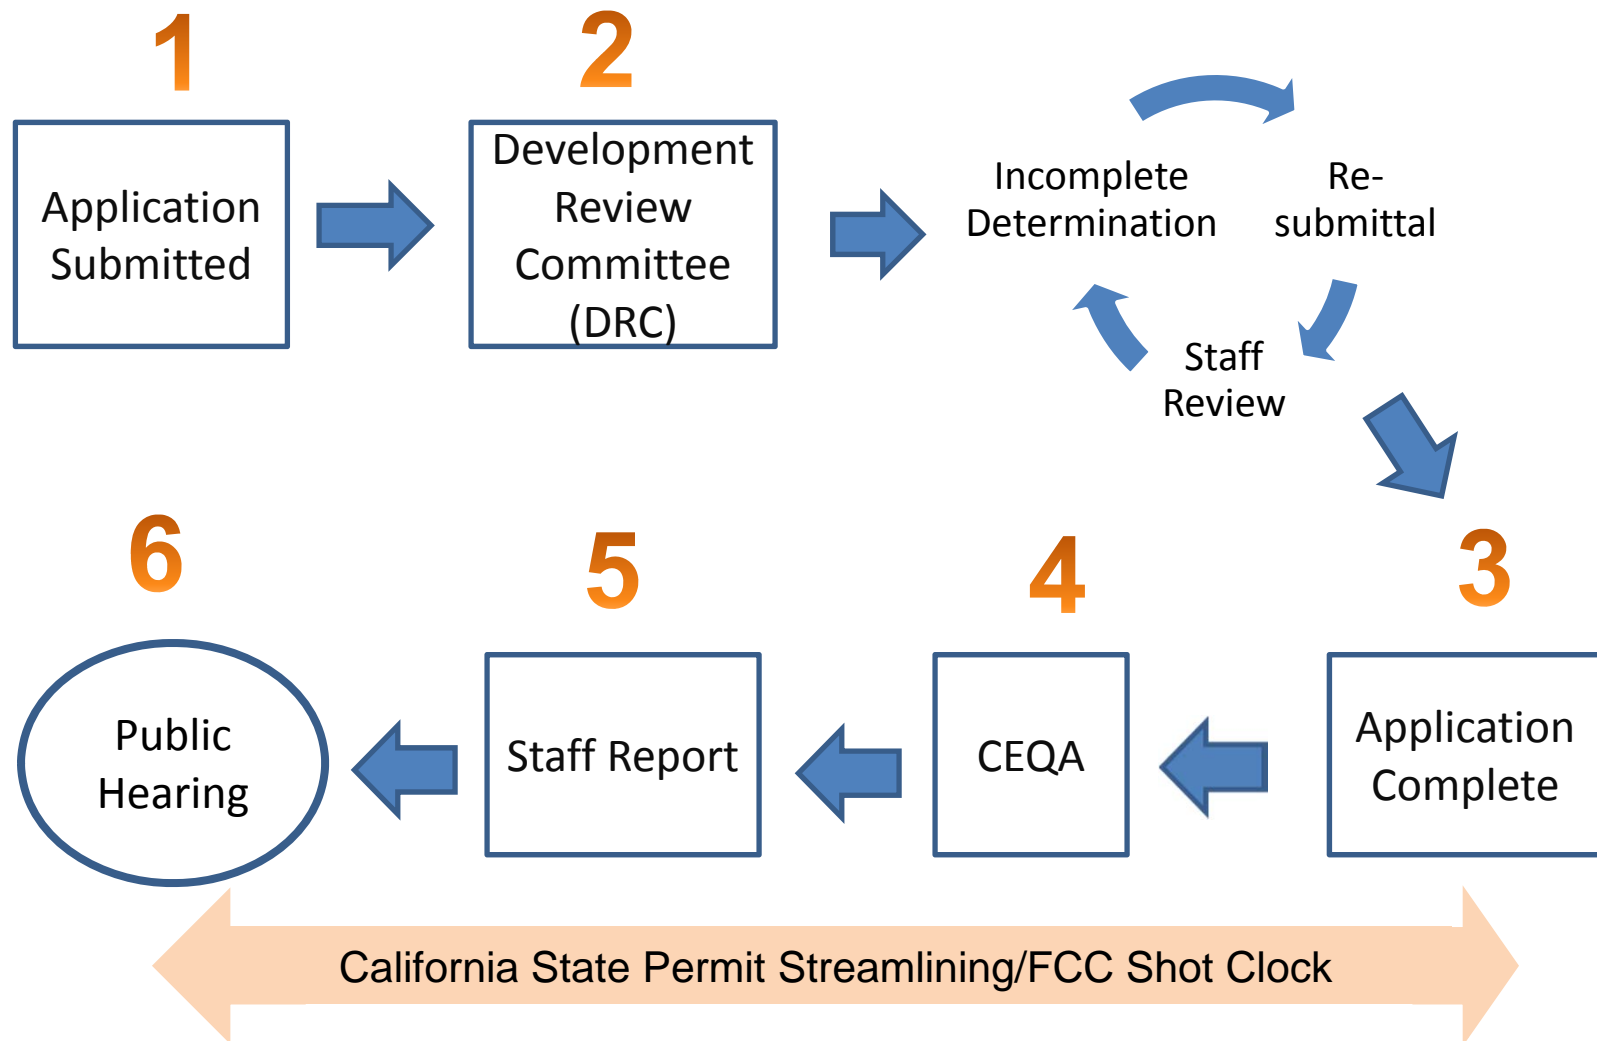 1
Application
Submitted
2
Development
Review
Committee
(DRC)
Incomplete
Determination
Re-
submittal
Staff
Review
3
Application
Complete
4
CEQA
5
Staff Report
6
Public
Hearing
California State Permit Streamlining/FCC Shot Clock